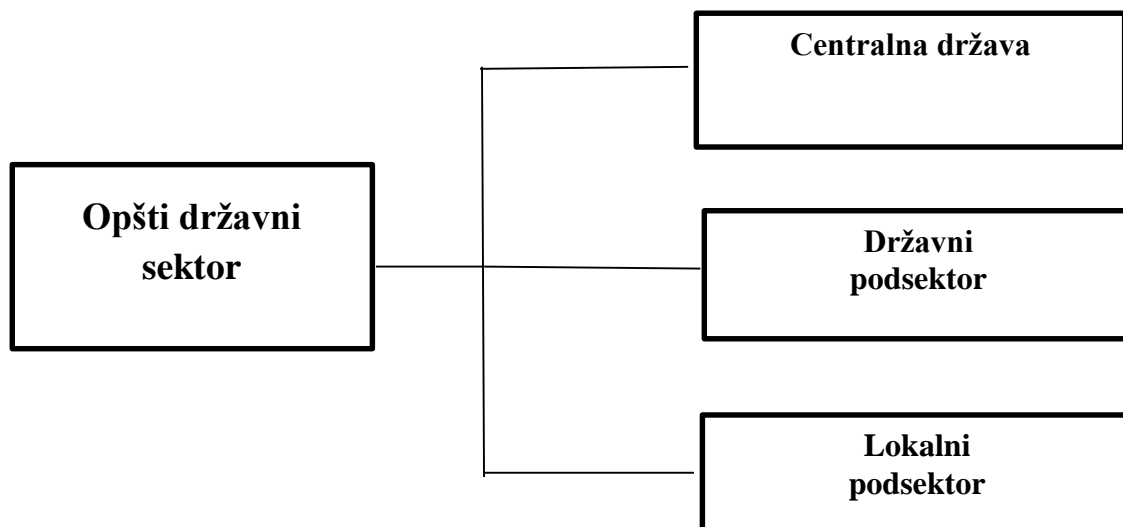 Centralna država
Opšti državni
sektor
Državni
podsektor
Lokalni
podsektor